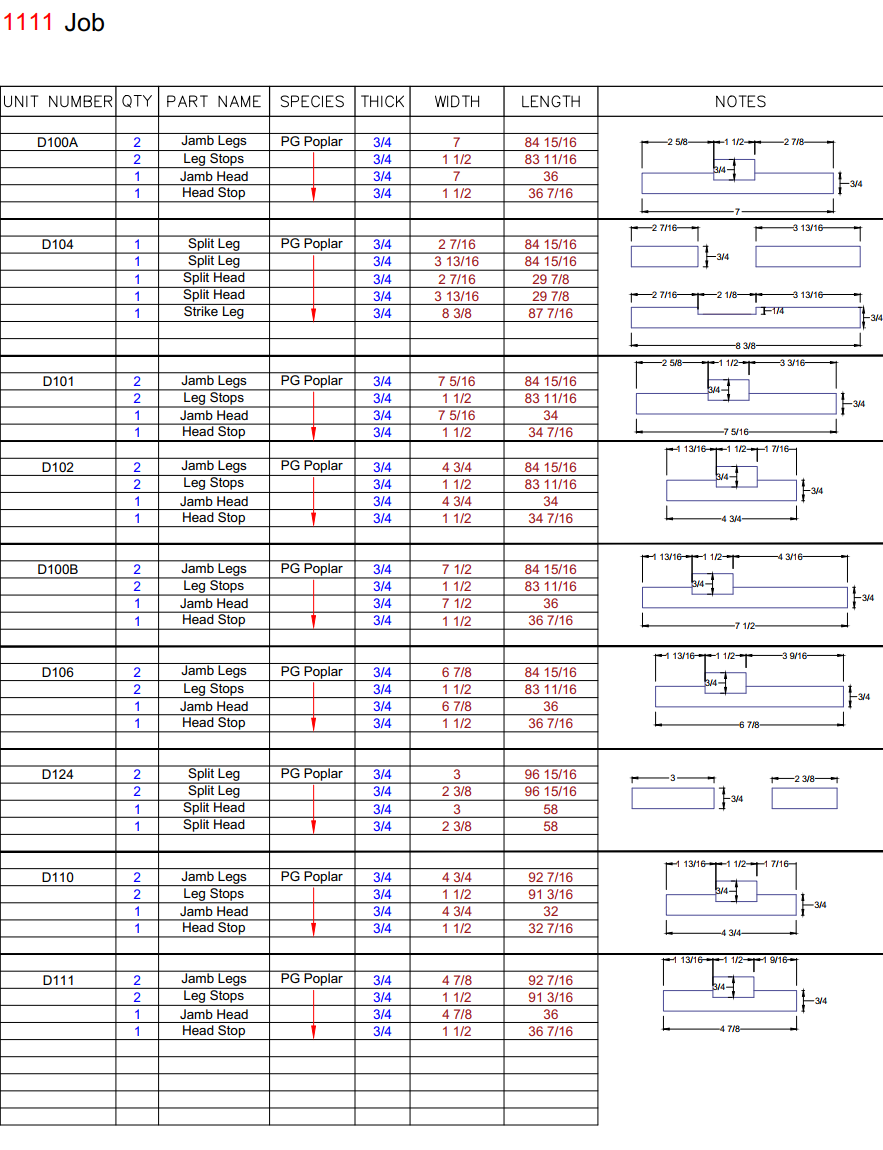 1111 Job
UNIT NUMBER QTY PART NAME SPECIES THICK WIDTH LENGTH NOTES
D100A 2 Jamb Legs PG Poplar 3/4 7 84 15/16
2 Leg Stops 3/4 1 1/2 83 11/16
1 Jamb Head 3/4 7 36
1 Head Stop 3/4 1 1/2 36 7/16
2 5/8 1 1/2 2 7/8
3/4
3/4
7
D104 1 Split Leg PG Poplar 3/4 2 7/16 84 15/16
1 Split Leg 3/4 3 13/16 84 15/16
1 Split Head 3/4 2 7/16 29 7/8
1 Split Head 3/4 3 13/16 29 7/8
1 Strike Leg 3/4 8 3/8 87 7/16
2 7/16 3 13/16
3/4
2 7/16 2 1/8 3 13/16
1/4
3/4
8 3/8
D101 2 Jamb Legs PG Poplar 3/4 7 5/16 84 15/16
2 Leg Stops 3/4 1 1/2 83 11/16
1 Jamb Head 3/4 7 5/16 34
1 Head Stop 3/4 1 1/2 34 7/16
2 5/8 1 1/2 3 3/16
3/4
3/4
7 5/16
D102 2 Jamb Legs PG Poplar 3/4 4 3/4 84 15/16
2 Leg Stops 3/4 1 1/2 83 11/16
1 Jamb Head 3/4 4 3/4 34
1 Head Stop 3/4 1 1/2 34 7/16
1 13/16 1 1/2 1 7/16
3/4
3/4
4 3/4
D100B 2 Jamb Legs PG Poplar 3/4 7 1/2 84 15/16
2 Leg Stops 3/4 1 1/2 83 11/16
1 Jamb Head 3/4 7 1/2 36
1 Head Stop 3/4 1 1/2 36 7/16
1 13/16 1 1/2 4 3/16
3/4
3/4
7 1/2
D106 2 Jamb Legs PG Poplar 3/4 6 7/8 84 15/16
2 Leg Stops 3/4 1 1/2 83 11/16
1 Jamb Head 3/4 6 7/8 36
1 Head Stop 3/4 1 1/2 36 7/16
1 13/16 1 1/2 3 9/16
3/4
3/4
6 7/8
D124 2 Split Leg PG Poplar 3/4 3 96 15/16
2 Split Leg 3/4 2 3/8 96 15/16
1 Split Head 3/4 3 58
1 Split Head 3/4 2 3/8 58
3 2 3/8
3/4
D110 2 Jamb Legs PG Poplar 3/4 4 3/4 92 7/16
2 Leg Stops 3/4 1 1/2 91 3/16
1 Jamb Head 3/4 4 3/4 32
1 Head Stop 3/4 1 1/2 32 7/16
1 13/16 1 1/2 1 7/16
3/4
3/4
4 3/4
D111 2 Jamb Legs PG Poplar 3/4 4 7/8 92 7/16
2 Leg Stops 3/4 1 1/2 91 3/16
1 Jamb Head 3/4 4 7/8 36
1 Head Stop 3/4 1 1/2 36 7/16
1 13/16 1 1/2 1 9/16
3/4
3/4
4 7/8